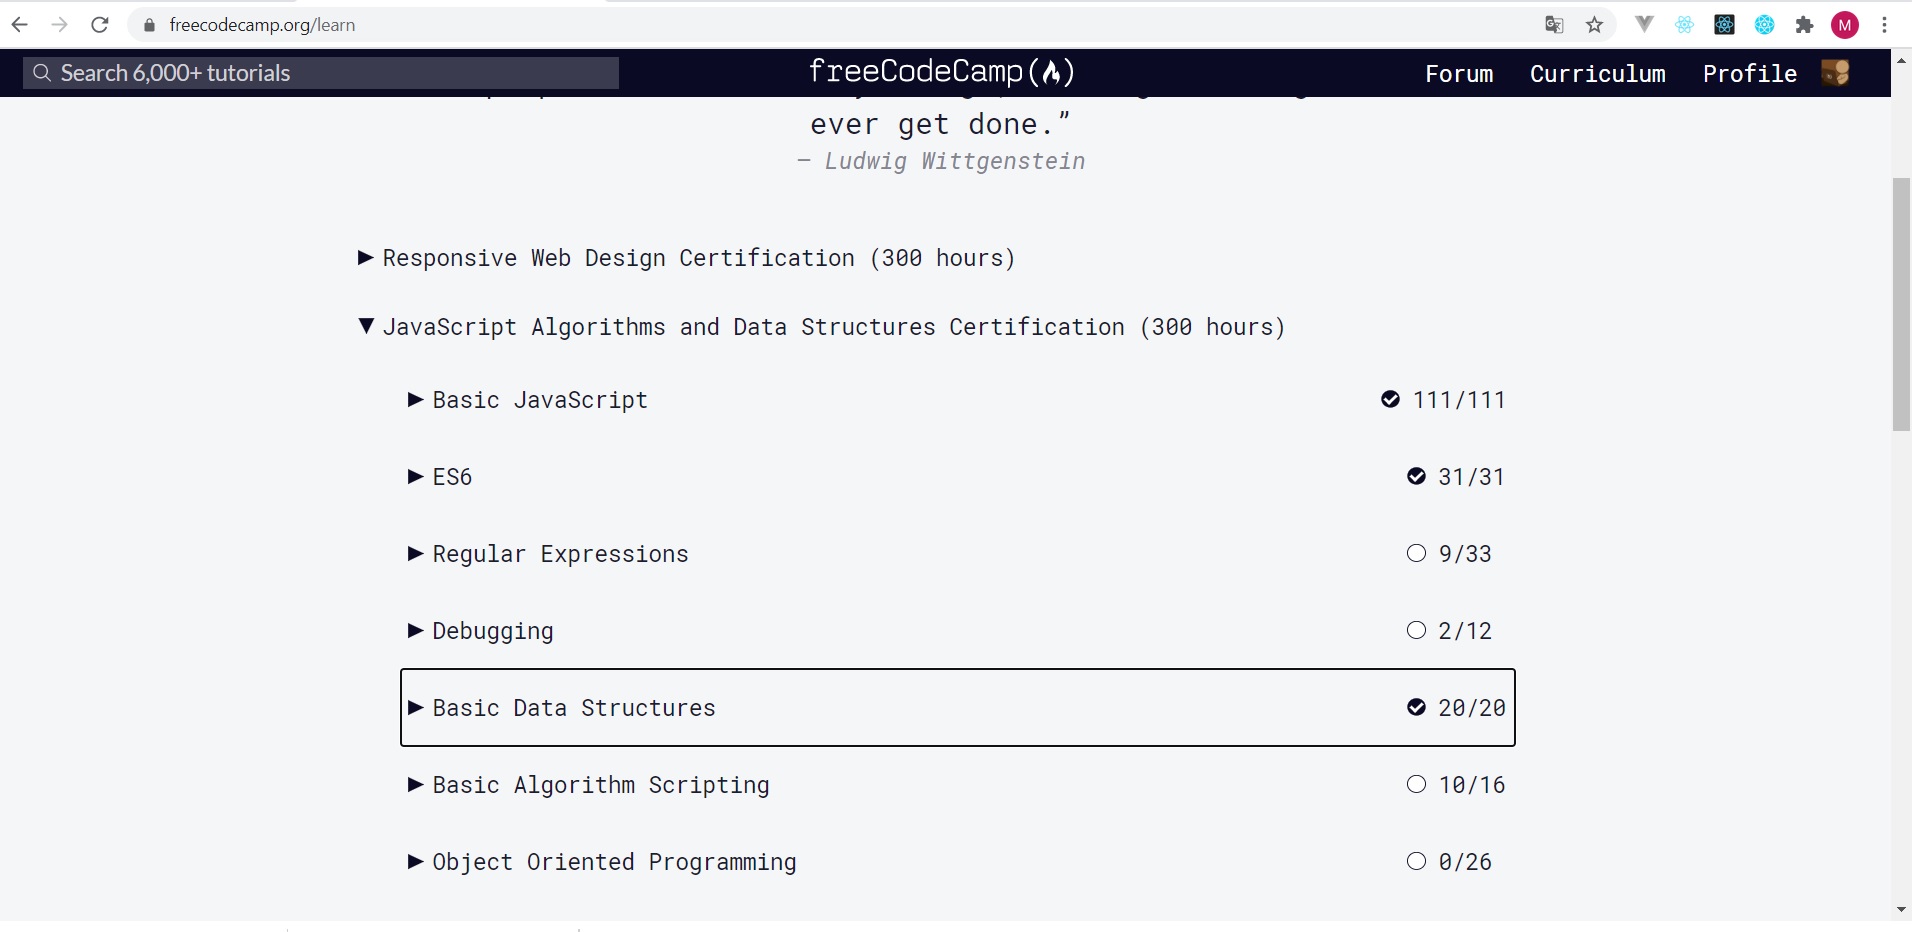 freecodecamp.org/learn
M
Search 6,000+ tutorials
freeCodeCamp
Forum
Curriculum
Profile
ever get done.”
— Ludwig Wittgenstein
Responsive Web Design Certification (300 hours)
JavaScript Algorithms and Data Structures Certification (300 hours)
Basic JavaScript 111/111
ES6 31/31
Regular Expressions 9/33
Debugging 2/12
Basic Data Structures 20/20
Basic Algorithm Scripting 10/16
Object Oriented Programming 0/26